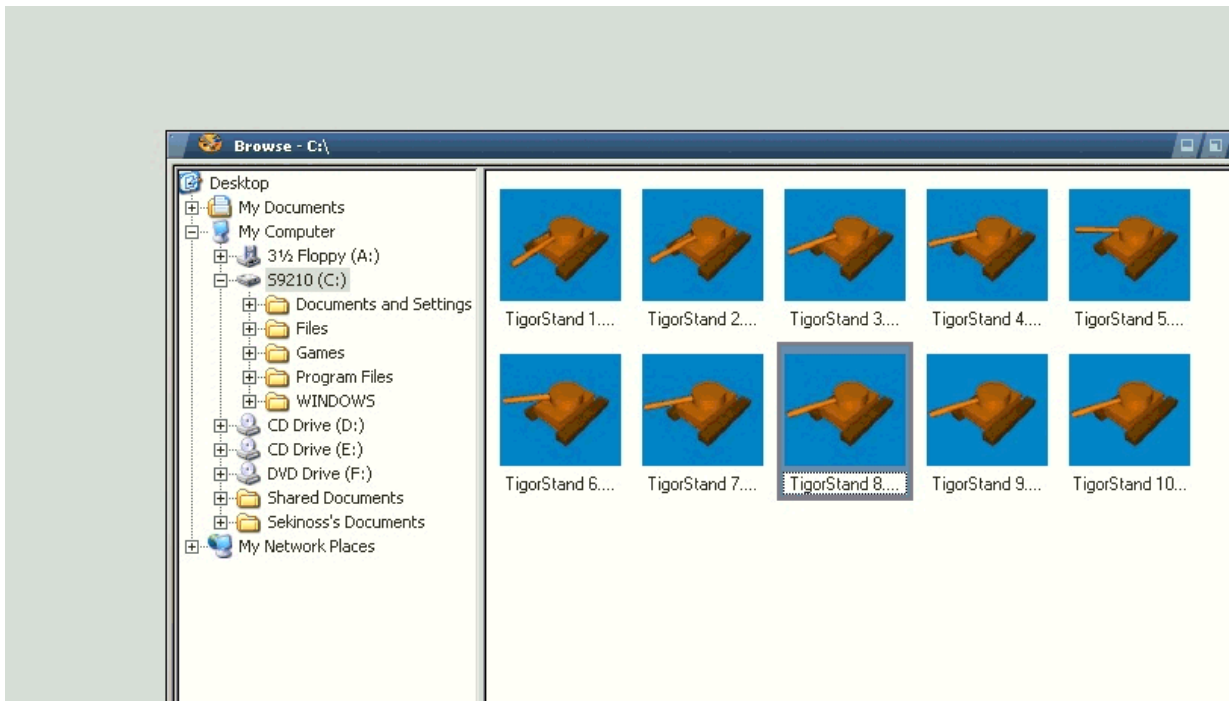 Browse - C:\
Desktop
My Documents
My Computer
3½ Floppy (A:)
S9210 (C:)
Documents and Settings
Files
Games
Program Files
WINDOWS
CD Drive (D:)
CD Drive (E:)
DVD Drive (F:)
Shared Documents
Sekinoss's Documents
My Network Places
TigorStand 1.... TigorStand 2.... TigorStand 3.... TigorStand 4.... TigorStand 5....
TigorStand 6.... TigorStand 7.... TigorStand 8.... TigorStand 9.... TigorStand 10...